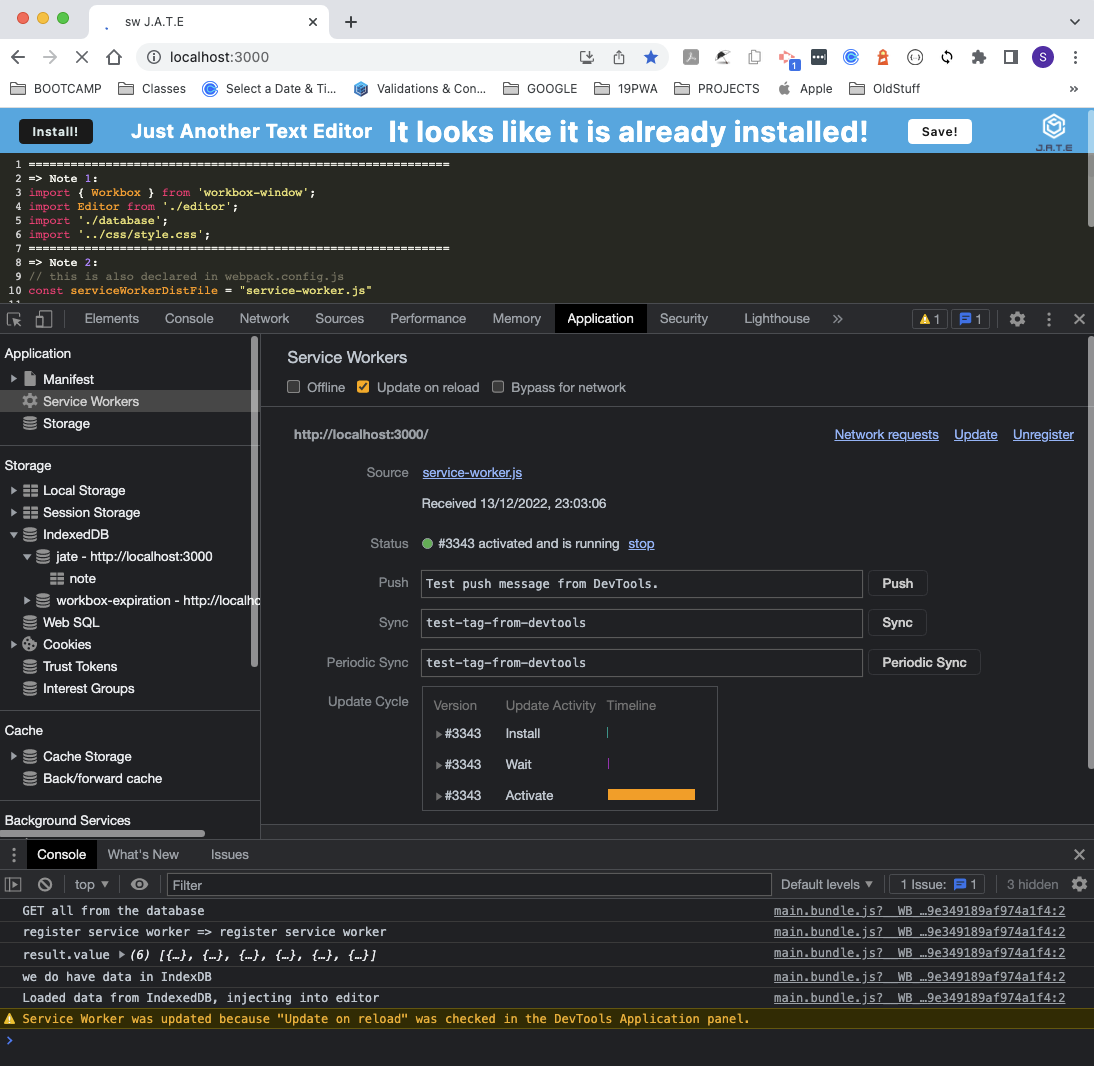 sw J.A.T.E
localhost:3000
1
S
BOOTCAMP Classes Select a Date & Ti... Validations & Con... GOOGLE 19PWA PROJECTS Apple OldStuff »
Install! Just Another Text Editor It looks like it is already installed! Save! J.A.T.E
1 ============================================================
2 => Note 1:
3 import { Workbox } from 'workbox-window';
4 import Editor from './editor';
5 import './database';
6 import '../css/style.css';
7 ============================================================
8 => Note 2:
9 // this is also declared in webpack.config.js
10 const serviceWorkerDistFile = "service-worker.js"
Elements Console Network Sources Performance Memory Application Security Lighthouse » 1 1
Application
Manifest
Service Workers
Storage
Storage
Local Storage
Session Storage
IndexedDB
jate - http://localhost:3000
note
workbox-expiration - http://localho
Web SQL
Cookies
Trust Tokens
Interest Groups
Cache
Cache Storage
Back/forward cache
Background Services
Service Workers
Offline Update on reload Bypass for network
http://localhost:3000/ Network requests Update Unregister
Source service-worker.js
Received 13/12/2022, 23:03:06
Status #3343 activated and is running stop
Push Test push message from DevTools. Push
Sync test-tag-from-devtools Sync
Periodic Sync test-tag-from-devtools Periodic Sync
Update Cycle Version Update Activity Timeline
#3343 Install
#3343 Wait
#3343 Activate
Console What's New Issues
top Filter Default levels 1 Issue: 1 3 hidden
GET all from the database main.bundle.js?__WB_…9e349189af974a1f4:2
register service worker => register service worker main.bundle.js?__WB_…9e349189af974a1f4:2
result.value (6) [{…}, {…}, {…}, {…}, {…}, {…}] main.bundle.js?__WB_…9e349189af974a1f4:2
we do have data in IndexDB main.bundle.js?__WB_…9e349189af974a1f4:2
Loaded data from IndexedDB, injecting into editor main.bundle.js?__WB_…9e349189af974a1f4:2
Service Worker was updated because "Update on reload" was checked in the DevTools Application panel.